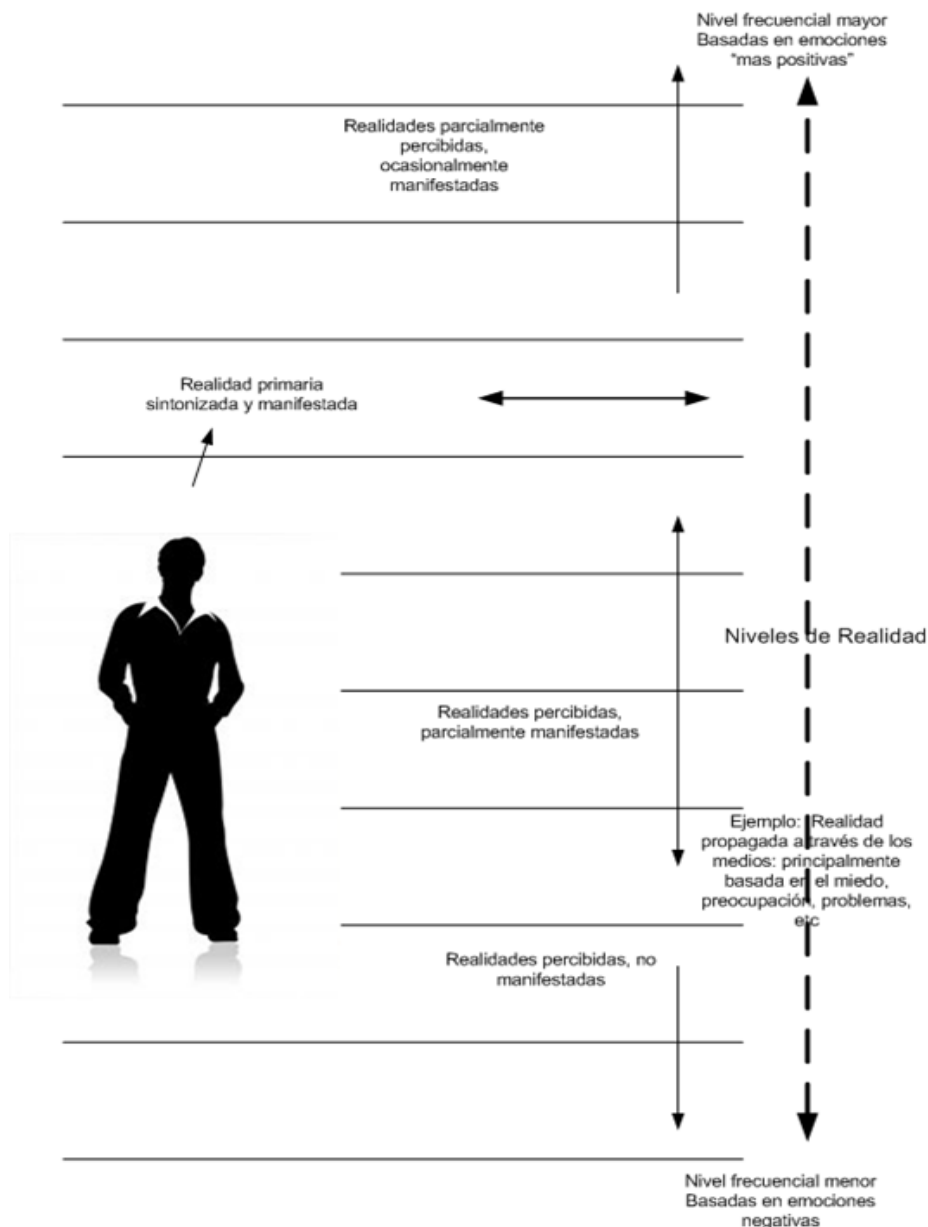 Nivel frecuencial mayor
Basadas en emociones
"mas positivas"
Realidades parcialmente
percibidas,
ocasionalmente
manifestadas
Realidad primaria
sintonizada y manifestada
Niveles de Realidad
Realidades percibidas,
parcialmente manifestadas
Ejemplo: Realidad
propagada a través de los
medios: principalmente
basada en el miedo,
preocupación, problemas,
etc
Realidades percibidas, no
manifestadas
Nivel frecuencial menor
Basadas en emociones
negativas